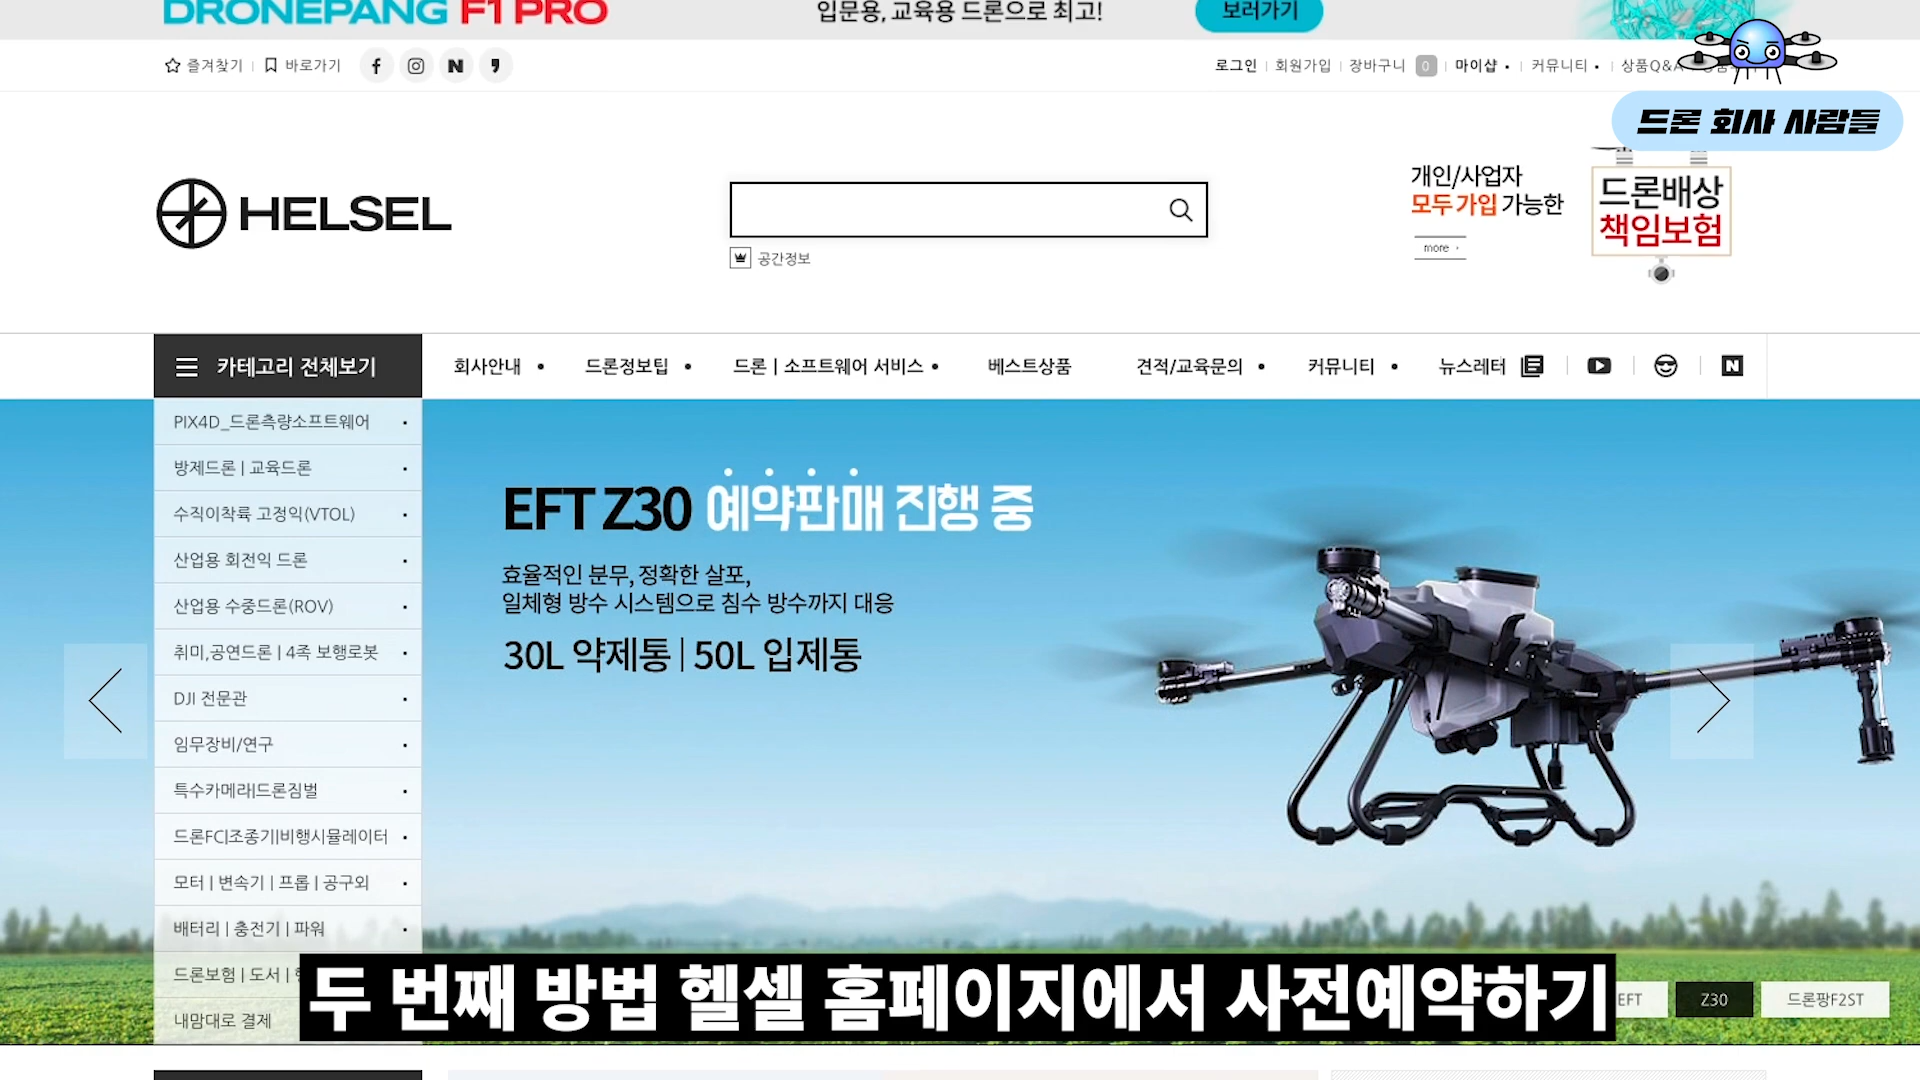 DRONEPANG F1 PRO
입문용, 교육용 드론으로 최고!
보러가기
즐겨찾기
바로가기
로그인
회원가입
장바구니 0
마이샵
커뮤니티
상품Q&A
드론 회사 사람들
HELSEL
공간정보
개인/사업자
모두 가입 가능한
more
드론배상
책임보험
카테고리 전체보기
회사안내
드론정보팁
드론 | 소프트웨어 서비스
베스트상품
견적/교육문의
커뮤니티
뉴스레터
PIX4D_드론측량소프트웨어
방제드론 | 교육드론
수직이착륙 고정익(VTOL)
산업용 회전익 드론
산업용 수중드론(ROV)
취미,공연드론 | 4족 보행로봇
DJI 전문관
임무장비/연구
특수카메라|드론짐벌
드론FC|조종기|비행시뮬레이터
모터 | 변속기 | 프롭 | 공구외
배터리 | 충전기 | 파워
드론보험 | 도서 |
내맘대로 결제
EFT Z30 예약판매 진행 중
효율적인 분무, 정확한 살포,
일체형 방수 시스템으로 침수 방수까지 대응
30L 약제통 | 50L 입제통
EFT
Z30
드론팡F2ST
두 번째 방법 헬셀 홈페이지에서 사전예약하기